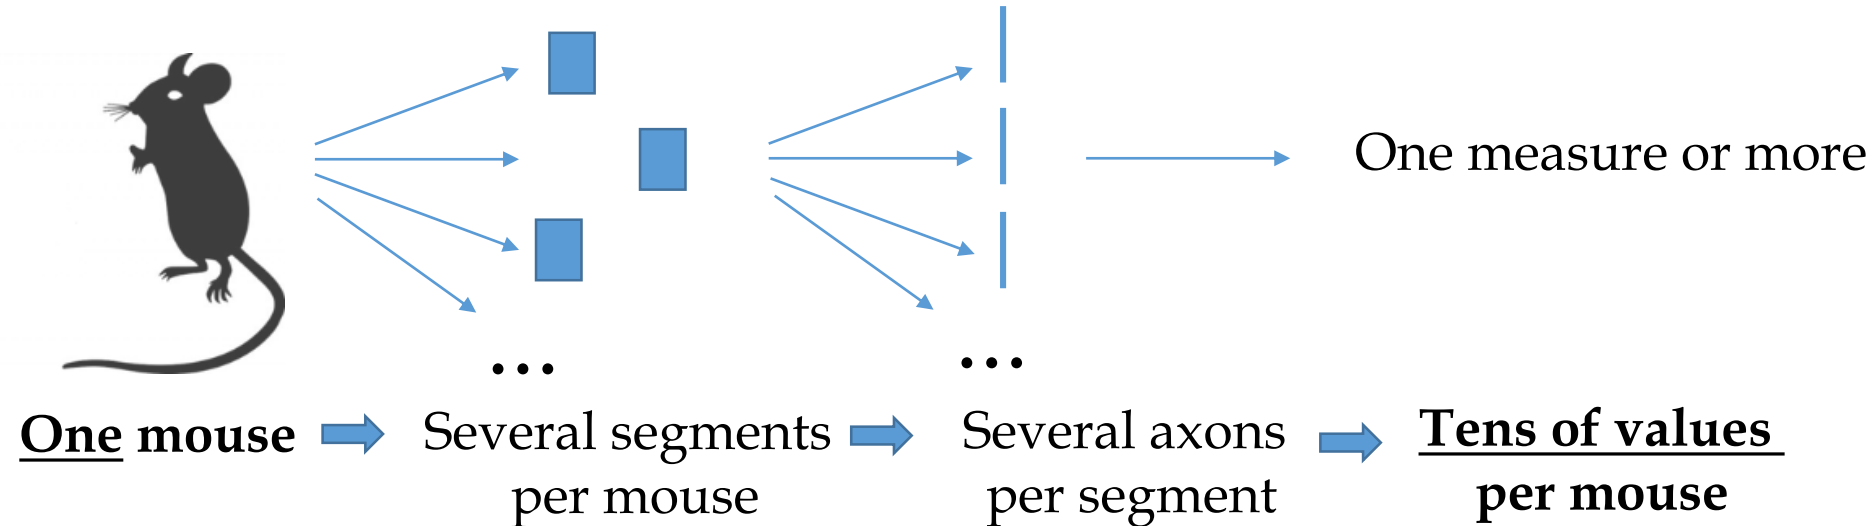 One measure or more
...
...
One mouse
Several segments
per mouse
Several axons
per segment
Tens of values
per mouse